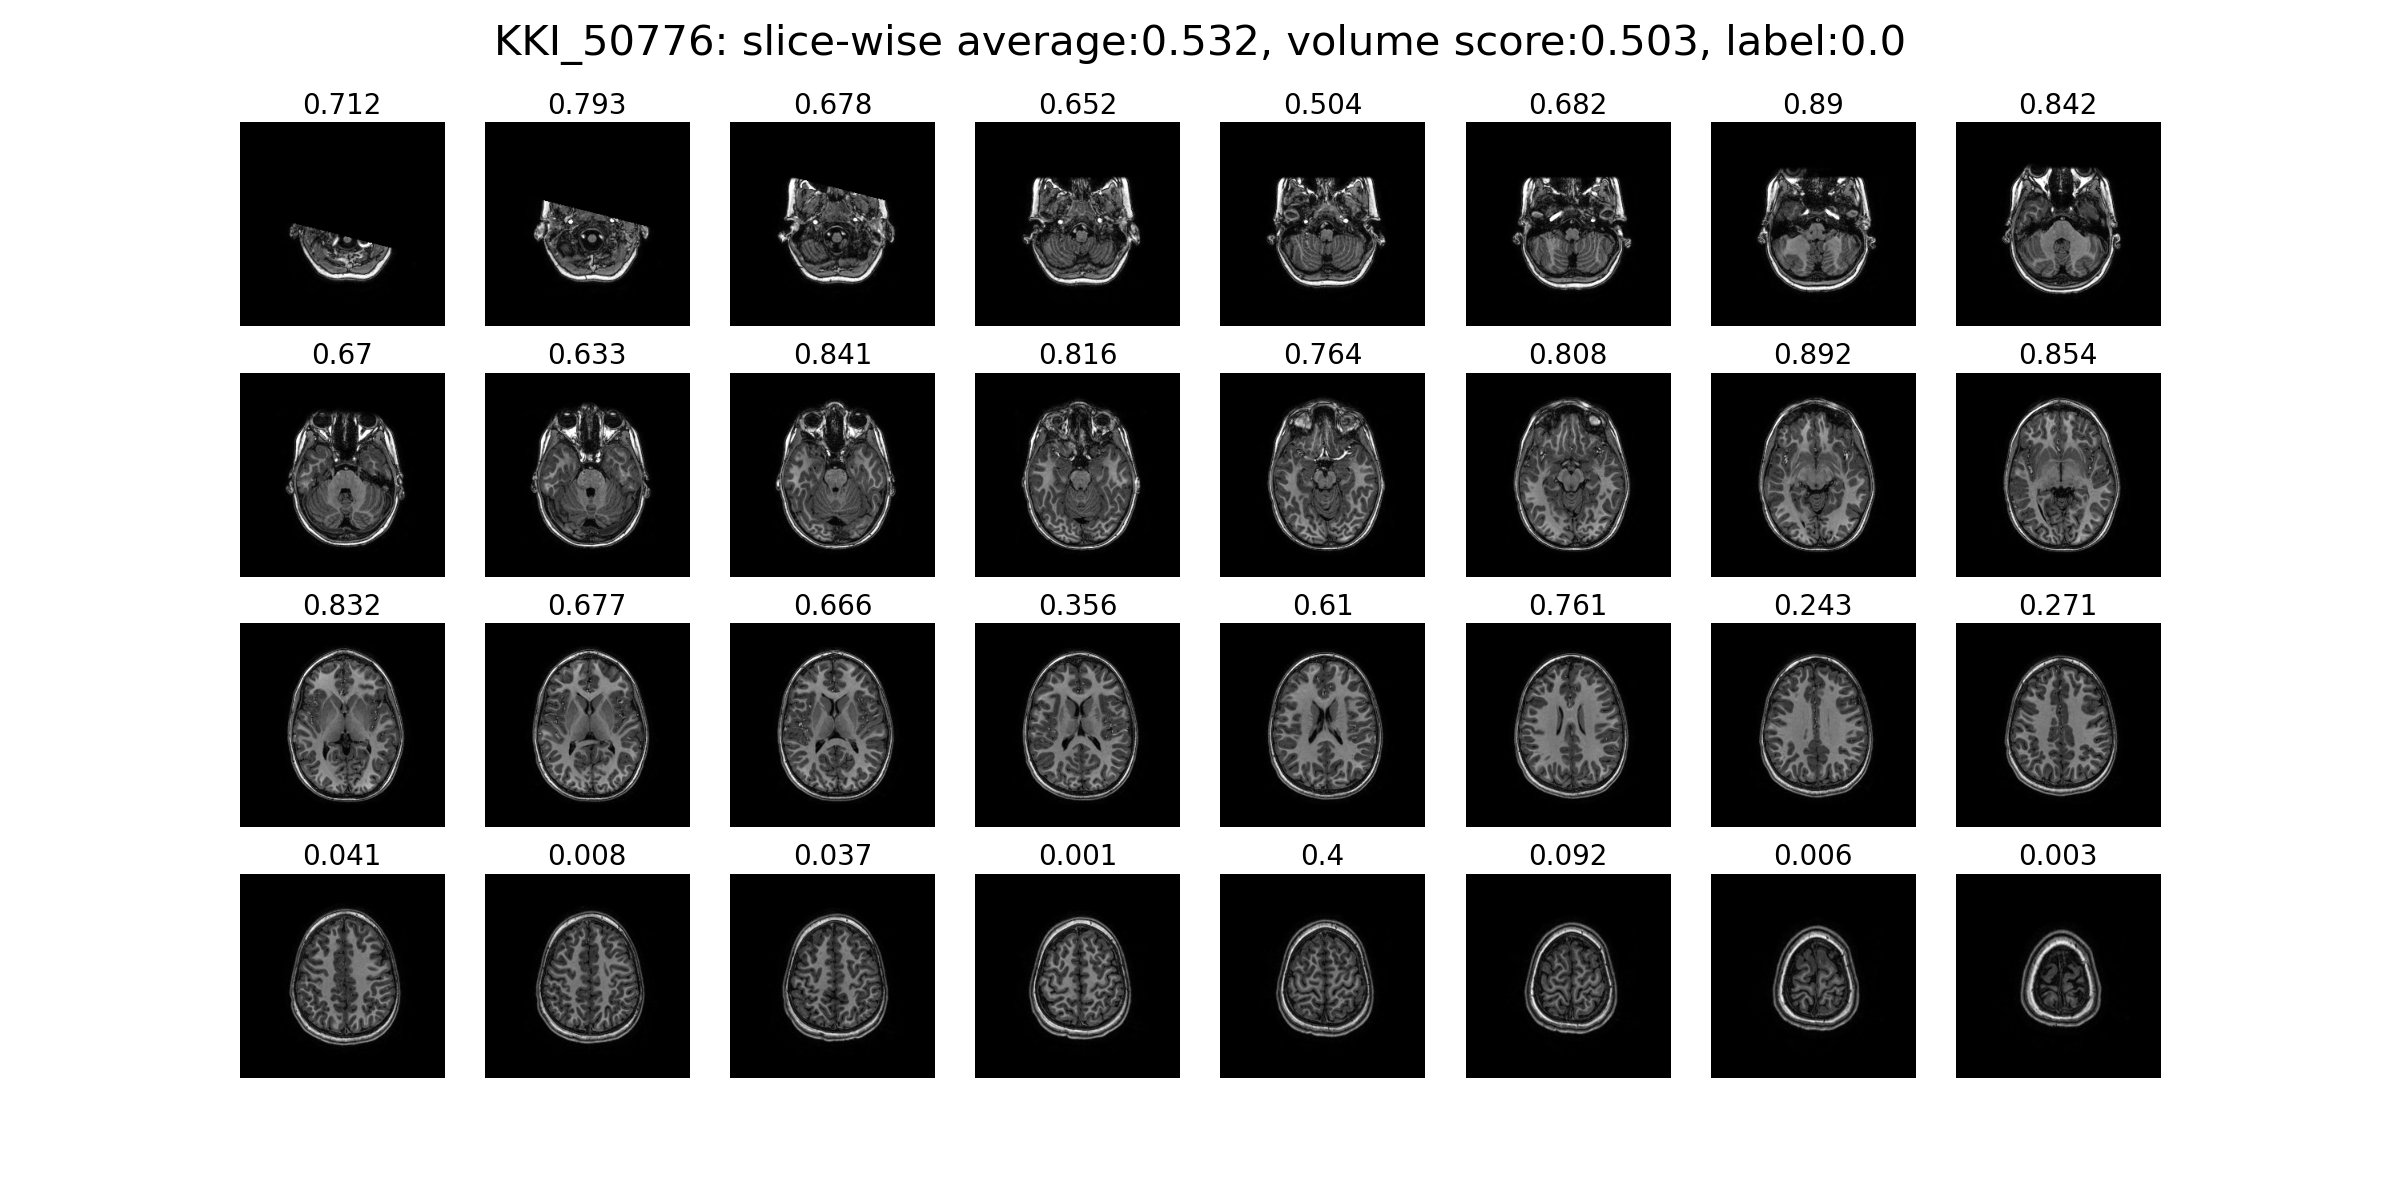 KKI_50776: slice-wise average:0.532, volume score:0.503, label:0.0
0.712 0.793 0.678 0.652 0.504 0.682 0.89 0.842
0.67 0.633 0.841 0.816 0.764 0.808 0.892 0.854
0.832 0.677 0.666 0.356 0.61 0.761 0.243 0.271
0.041 0.008 0.037 0.001 0.4 0.092 0.006 0.003